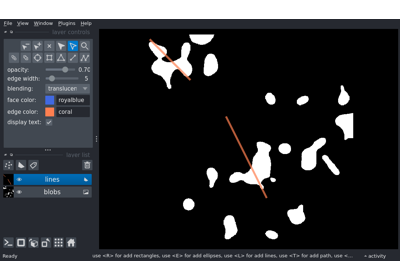 File View Window Plugins Help
layer controls
opacity: 0.70
edge width: 5
blending: translucen
face color: royalblue
edge color: coral
display text:
layer list
lines
blobs
Ready use <R> for add rectangles, use <E> for add ellipses, use <L> for add lines, use <T> for add path, use <... activity